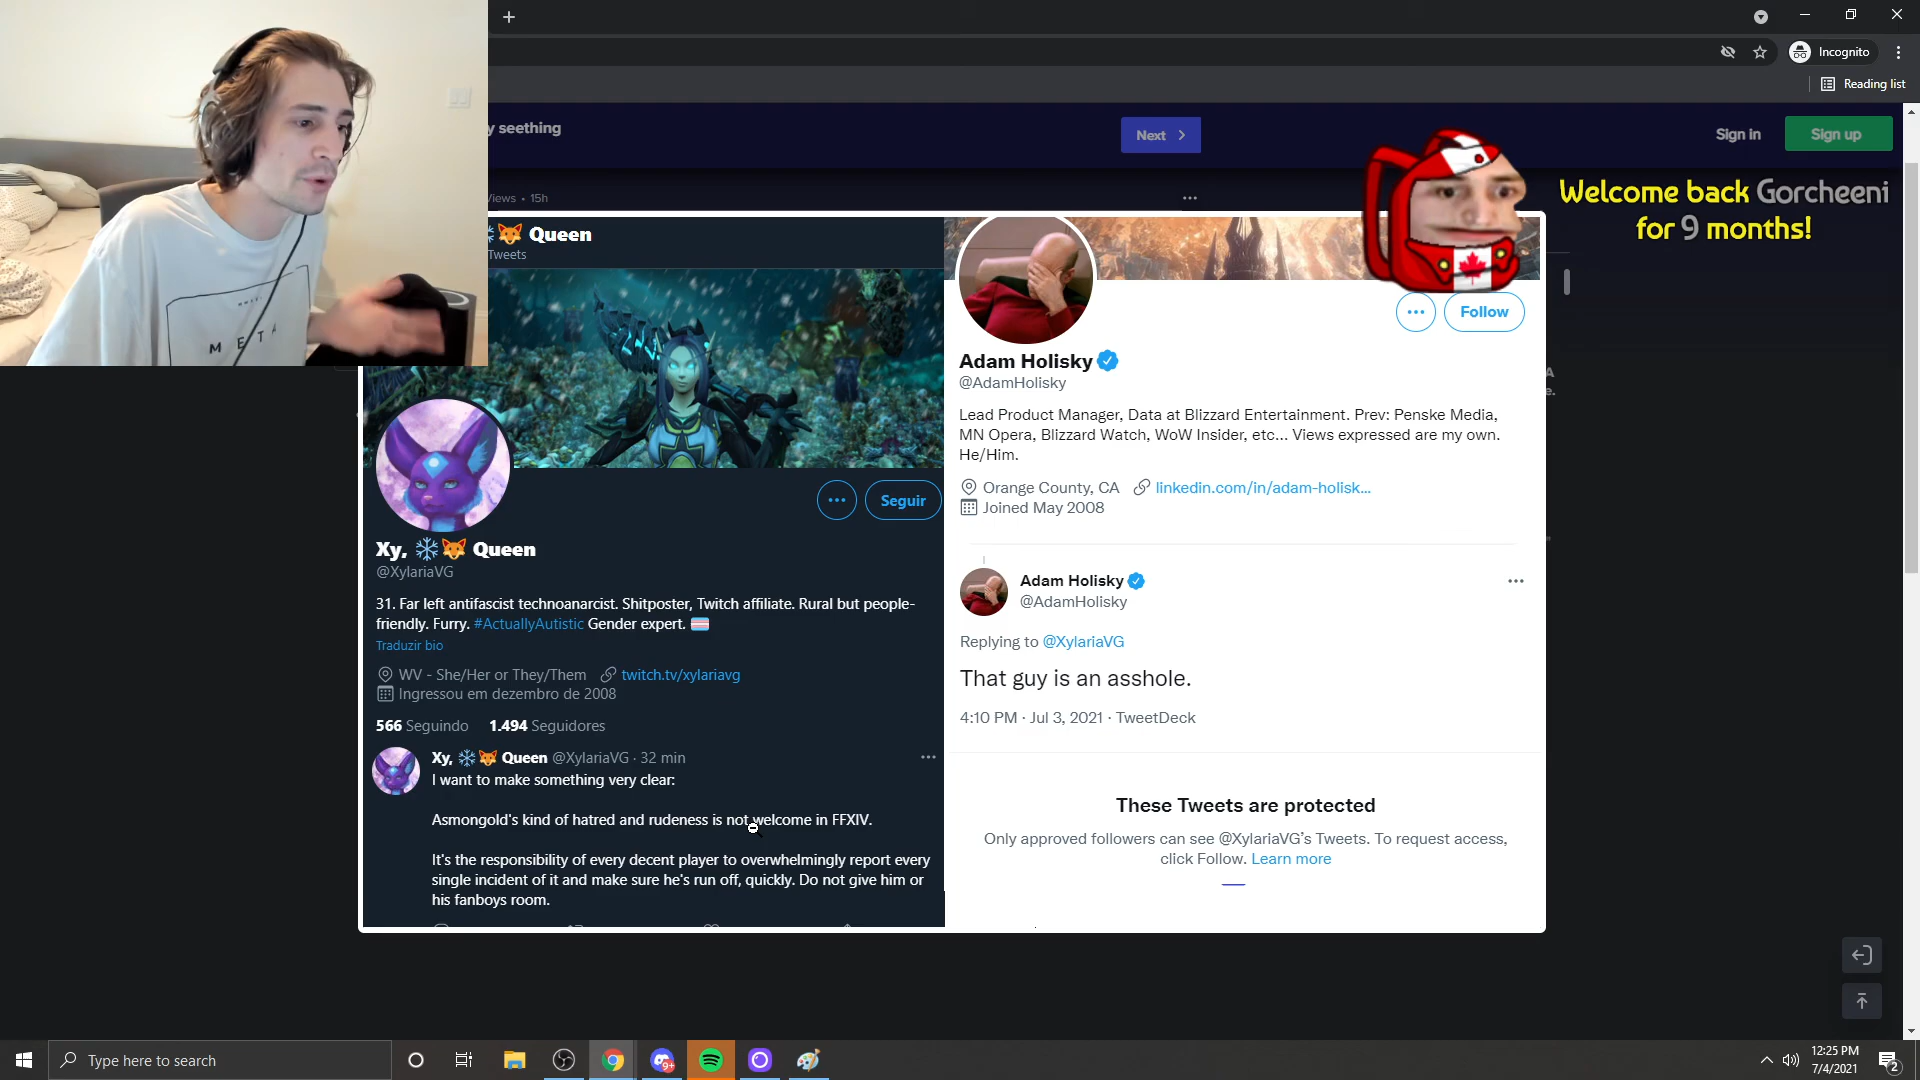 Incognito
Reading list
y seething
Next
Sign in
Sign up
Views • 15h
Welcome back Gorcheeni
for 9 months!
META
Queen
Tweets
Seguir
Xy, ❄️🦊 Queen
@XylariaVG
31. Far left antifascist technoanarcist. Shitposter, Twitch affiliate. Rural but people-
friendly. Furry. #ActuallyAutistic Gender expert.
Traduzir bio
WV - She/Her or They/Them twitch.tv/xylariavg
Ingressou em dezembro de 2008
566 Seguindo 1.494 Seguidores
Xy, ❄️🦊 Queen @XylariaVG · 32 min
I want to make something very clear:
Asmongold's kind of hatred and rudeness is not welcome in FFXIV.
It's the responsibility of every decent player to overwhelmingly report every
single incident of it and make sure he's run off, quickly. Do not give him or
his fanboys room.
Follow
Adam Holisky
@AdamHolisky
Lead Product Manager, Data at Blizzard Entertainment. Prev: Penske Media,
MN Opera, Blizzard Watch, WoW Insider, etc... Views expressed are my own.
He/Him.
Orange County, CA linkedin.com/in/adam-holisk...
Joined May 2008
Adam Holisky
@AdamHolisky
Replying to @XylariaVG
That guy is an asshole.
4:10 PM · Jul 3, 2021 · TweetDeck
These Tweets are protected
Only approved followers can see @XylariaVG's Tweets. To request access,
click Follow. Learn more
Type here to search
9+
12:25 PM
7/4/2021
2